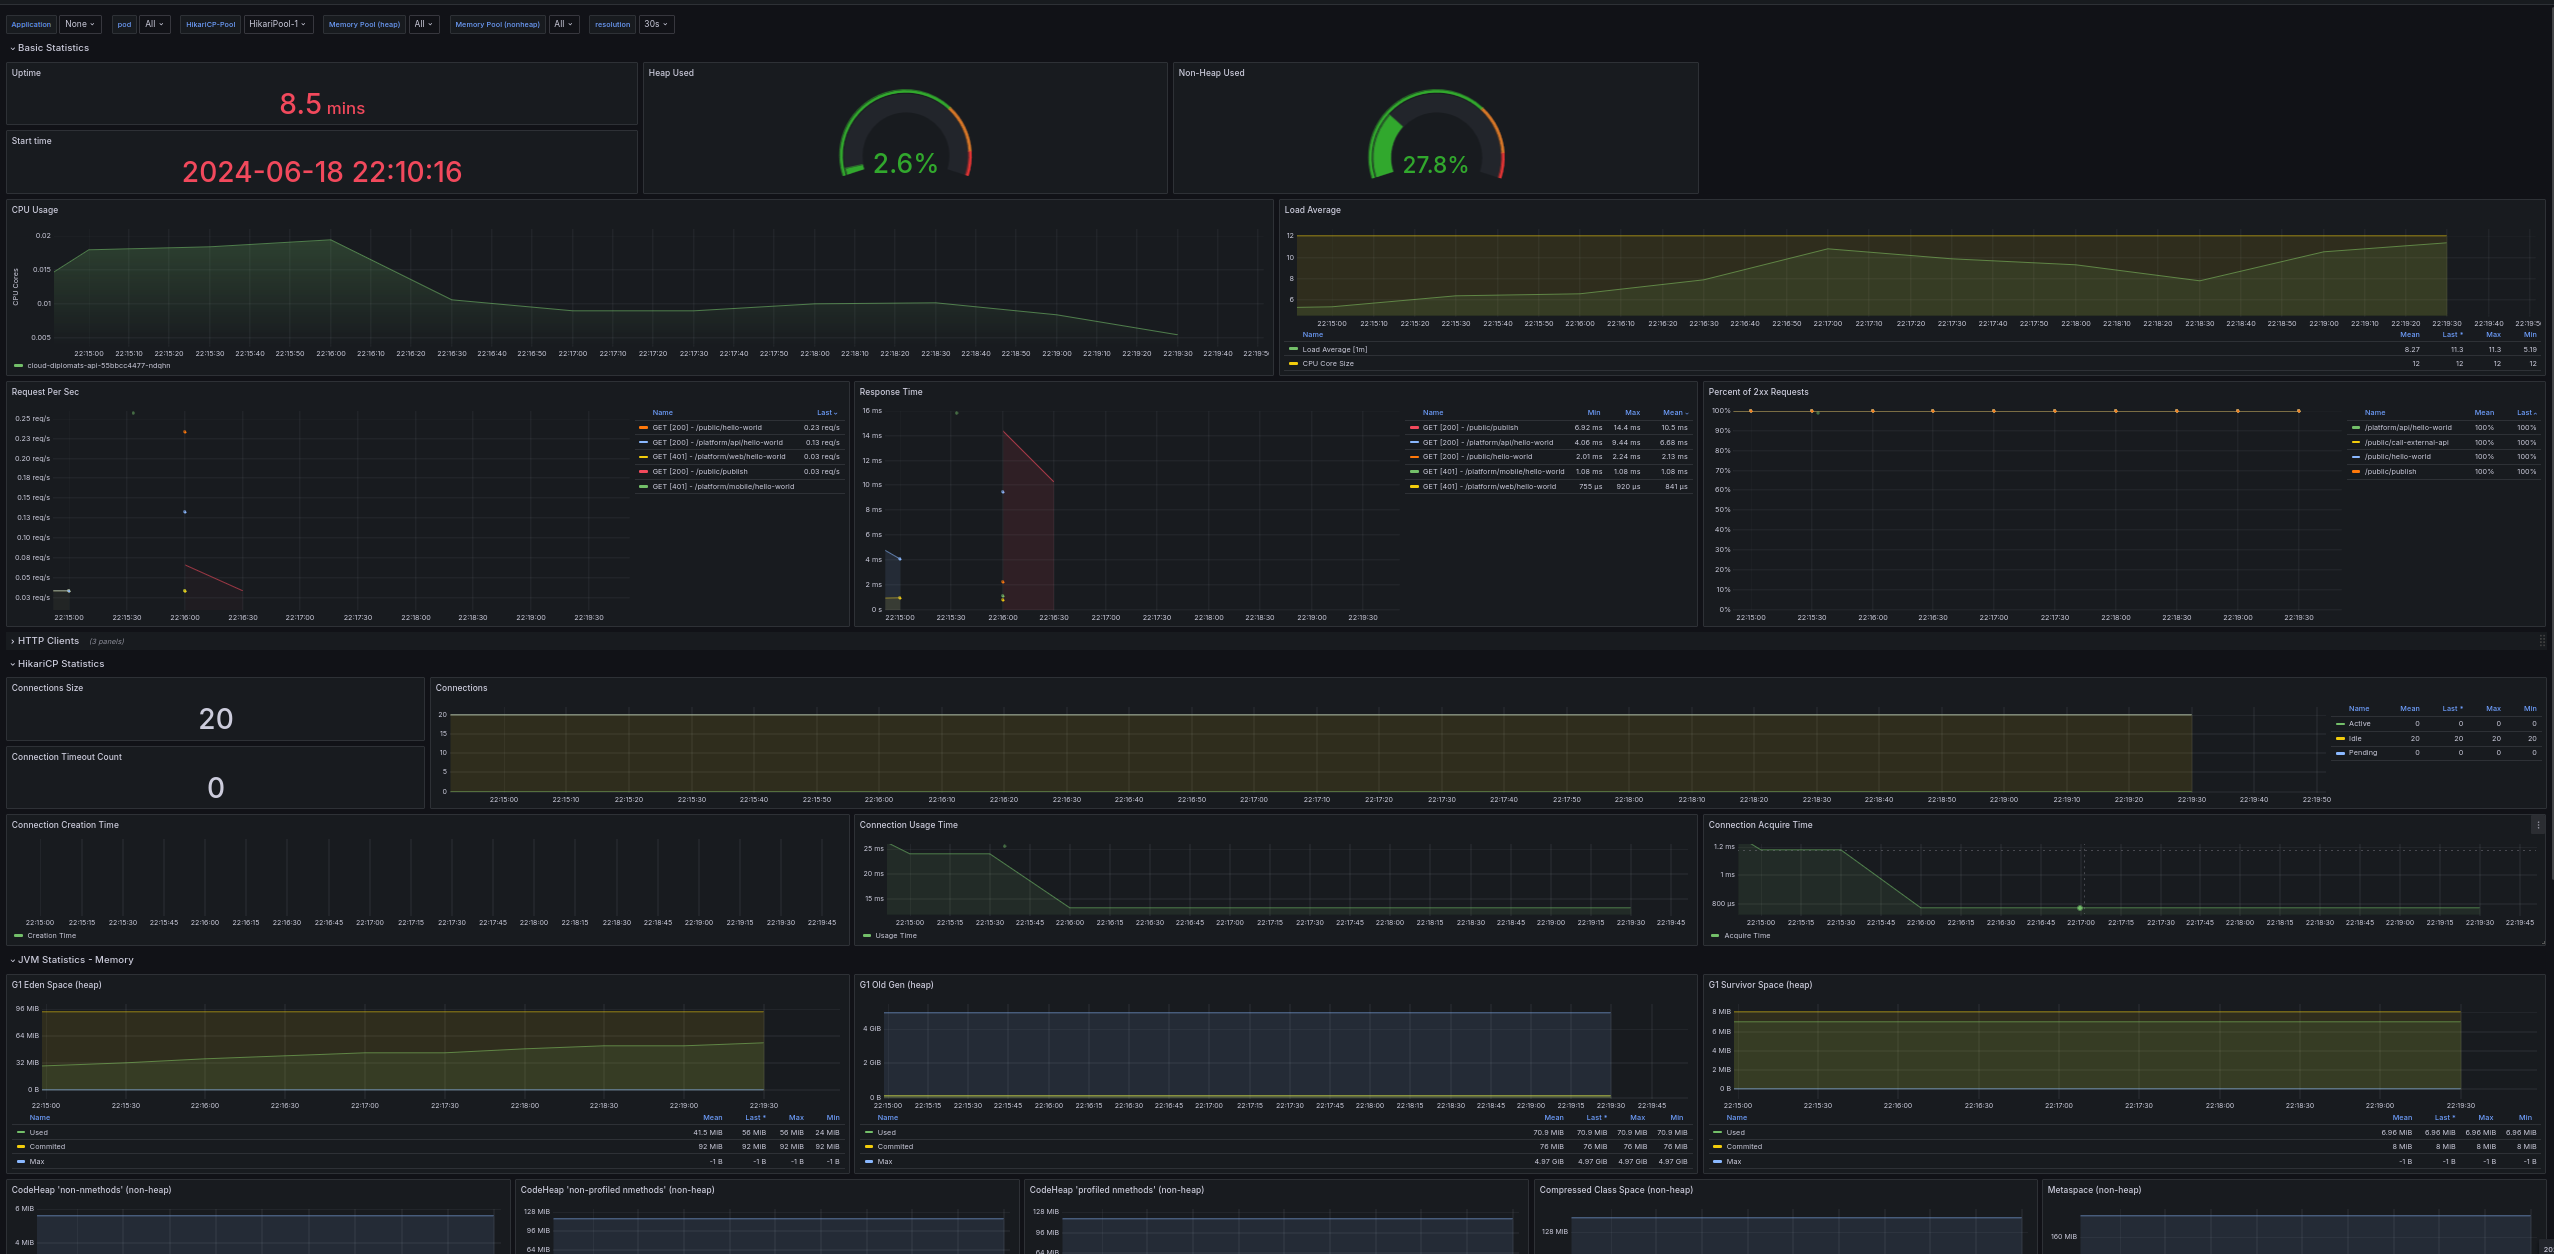 Application None pod All HikariCP-Pool HikariPool-1 Memory Pool (heap) All Memory Pool (nonheap) All resolution 30s
Basic Statistics
Uptime
8.5 mins
Start time
2024-06-18 22:10:16
Heap Used
2.6%
Non-Heap Used
27.8%
CPU Usage
CPU Cores
0.02
0.015
0.01
0.005
22:15:00 22:15:10 22:15:20 22:15:30 22:15:40 22:15:50 22:16:00 22:16:10 22:16:20 22:16:30 22:16:40 22:16:50 22:17:00 22:17:10 22:17:20 22:17:30 22:17:40 22:17:50 22:18:00 22:18:10 22:18:20 22:18:30 22:18:40 22:18:50 22:19:00 22:19:10 22:19:20 22:19:30 22:19:40
cloud-diplomats-api-55bbcc4477-ndqhn
Load Average
12
10
8
6
22:15:00 22:15:10 22:15:20 22:15:30 22:15:40 22:15:50 22:16:00 22:16:10 22:16:20 22:16:30 22:16:40 22:16:50 22:17:00 22:17:10 22:17:20 22:17:30 22:17:40 22:17:50 22:18:00 22:18:10 22:18:20 22:18:30 22:18:40 22:18:50 22:19:00 22:19:10 22:19:20 22:19:30 22:19:40
Name Mean Last * Max Min
Load Average [1m] 8.27 11.3 11.3 5.19
CPU Core Size 12 12 12 12
Request Per Sec
0.25 req/s
0.23 req/s
0.20 req/s
0.18 req/s
0.15 req/s
0.13 req/s
0.10 req/s
0.08 req/s
0.05 req/s
0.03 req/s
22:15:00 22:15:30 22:16:00 22:16:30 22:17:00 22:17:30 22:18:00 22:18:30 22:19:00 22:19:30
Name Last
GET [200] - /public/hello-world 0.23 req/s
GET [200] - /platform/api/hello-world 0.13 req/s
GET [401] - /platform/web/hello-world 0.03 req/s
GET [200] - /public/publish 0.03 req/s
GET [401] - /platform/mobile/hello-world
Response Time
16 ms
14 ms
12 ms
10 ms
8 ms
6 ms
4 ms
2 ms
0 s
22:15:00 22:15:30 22:16:00 22:16:30 22:17:00 22:17:30 22:18:00 22:18:30 22:19:00 22:19:30
Name Min Max Mean
GET [200] - /public/publish 6.92 ms 14.4 ms 10.5 ms
GET [200] - /platform/api/hello-world 4.06 ms 9.44 ms 6.68 ms
GET [200] - /public/hello-world 2.01 ms 2.24 ms 2.13 ms
GET [401] - /platform/mobile/hello-world 1.08 ms 1.08 ms 1.08 ms
GET [401] - /platform/web/hello-world 755 µs 920 µs 841 µs
Percent of 2xx Requests
100%
90%
80%
70%
60%
50%
40%
30%
20%
10%
0%
22:15:00 22:15:30 22:16:00 22:16:30 22:17:00 22:17:30 22:18:00 22:18:30 22:19:00 22:19:30
Name Mean Last *
/platform/api/hello-world 100% 100%
/public/call-external-api 100% 100%
/public/hello-world 100% 100%
/public/publish 100% 100%
HTTP Clients (3 panels)
HikariCP Statistics
Connections Size
20
Connection Timeout Count
0
Connections
20
15
10
5
0
22:15:00 22:15:10 22:15:20 22:15:30 22:15:40 22:15:50 22:16:00 22:16:10 22:16:20 22:16:30 22:16:40 22:16:50 22:17:00 22:17:10 22:17:20 22:17:30 22:17:40 22:17:50 22:18:00 22:18:10 22:18:20 22:18:30 22:18:40 22:18:50 22:19:00 22:19:10 22:19:20 22:19:30 22:19:40 22:19:50
Name Mean Last * Max Min
Active 0 0 0 0
Idle 20 20 20 20
Pending 0 0 0 0
Connection Creation Time
22:15:00 22:15:15 22:15:30 22:15:45 22:16:00 22:16:15 22:16:30 22:16:45 22:17:00 22:17:15 22:17:30 22:17:45 22:18:00 22:18:15 22:18:30 22:18:45 22:19:00 22:19:15 22:19:30 22:19:45
Creation Time
Connection Usage Time
25 ms
20 ms
15 ms
22:15:00 22:15:15 22:15:30 22:15:45 22:16:00 22:16:15 22:16:30 22:16:45 22:17:00 22:17:15 22:17:30 22:17:45 22:18:00 22:18:15 22:18:30 22:18:45 22:19:00 22:19:15 22:19:30 22:19:45
Usage Time
Connection Acquire Time
1.2 ms
1 ms
800 µs
22:15:00 22:15:15 22:15:30 22:15:45 22:16:00 22:16:15 22:16:30 22:16:45 22:17:00 22:17:15 22:17:30 22:17:45 22:18:00 22:18:15 22:18:30 22:18:45 22:19:00 22:19:15 22:19:30 22:19:45
Acquire Time
JVM Statistics - Memory
G1 Eden Space (heap)
96 MiB
64 MiB
32 MiB
0 B
22:15:00 22:15:30 22:16:00 22:16:30 22:17:00 22:17:30 22:18:00 22:18:30 22:19:00 22:19:30
Name Mean Last * Max Min
Used 41.5 MiB 56 MiB 56 MiB 24 MiB
Commited 92 MiB 92 MiB 92 MiB 92 MiB
Max -1 B -1 B -1 B -1 B
G1 Old Gen (heap)
4 GiB
2 GiB
0 B
22:15:00 22:15:15 22:15:30 22:15:45 22:16:00 22:16:15 22:16:30 22:16:45 22:17:00 22:17:15 22:17:30 22:17:45 22:18:00 22:18:15 22:18:30 22:18:45 22:19:00 22:19:15 22:19:30 22:19:45
Name Mean Last * Max Min
Used 70.9 MiB 70.9 MiB 70.9 MiB 70.9 MiB
Commited 76 MiB 76 MiB 76 MiB 76 MiB
Max 4.97 GiB 4.97 GiB 4.97 GiB 4.97 GiB
G1 Survivor Space (heap)
8 MiB
6 MiB
4 MiB
2 MiB
0 B
22:15:00 22:15:30 22:16:00 22:16:30 22:17:00 22:17:30 22:18:00 22:18:30 22:19:00 22:19:30
Name Mean Last * Max Min
Used 6.96 MiB 6.96 MiB 6.96 MiB 6.96 MiB
Commited 8 MiB 8 MiB 8 MiB 8 MiB
Max -1 B -1 B -1 B -1 B
CodeHeap 'non-nmethods' (non-heap)
6 MiB
4 MiB
CodeHeap 'non-profiled nmethods' (non-heap)
128 MiB
96 MiB
64 MiB
CodeHeap 'profiled nmethods' (non-heap)
128 MiB
96 MiB
64 MiB
Compressed Class Space (non-heap)
128 MiB
Metaspace (non-heap)
160 MiB